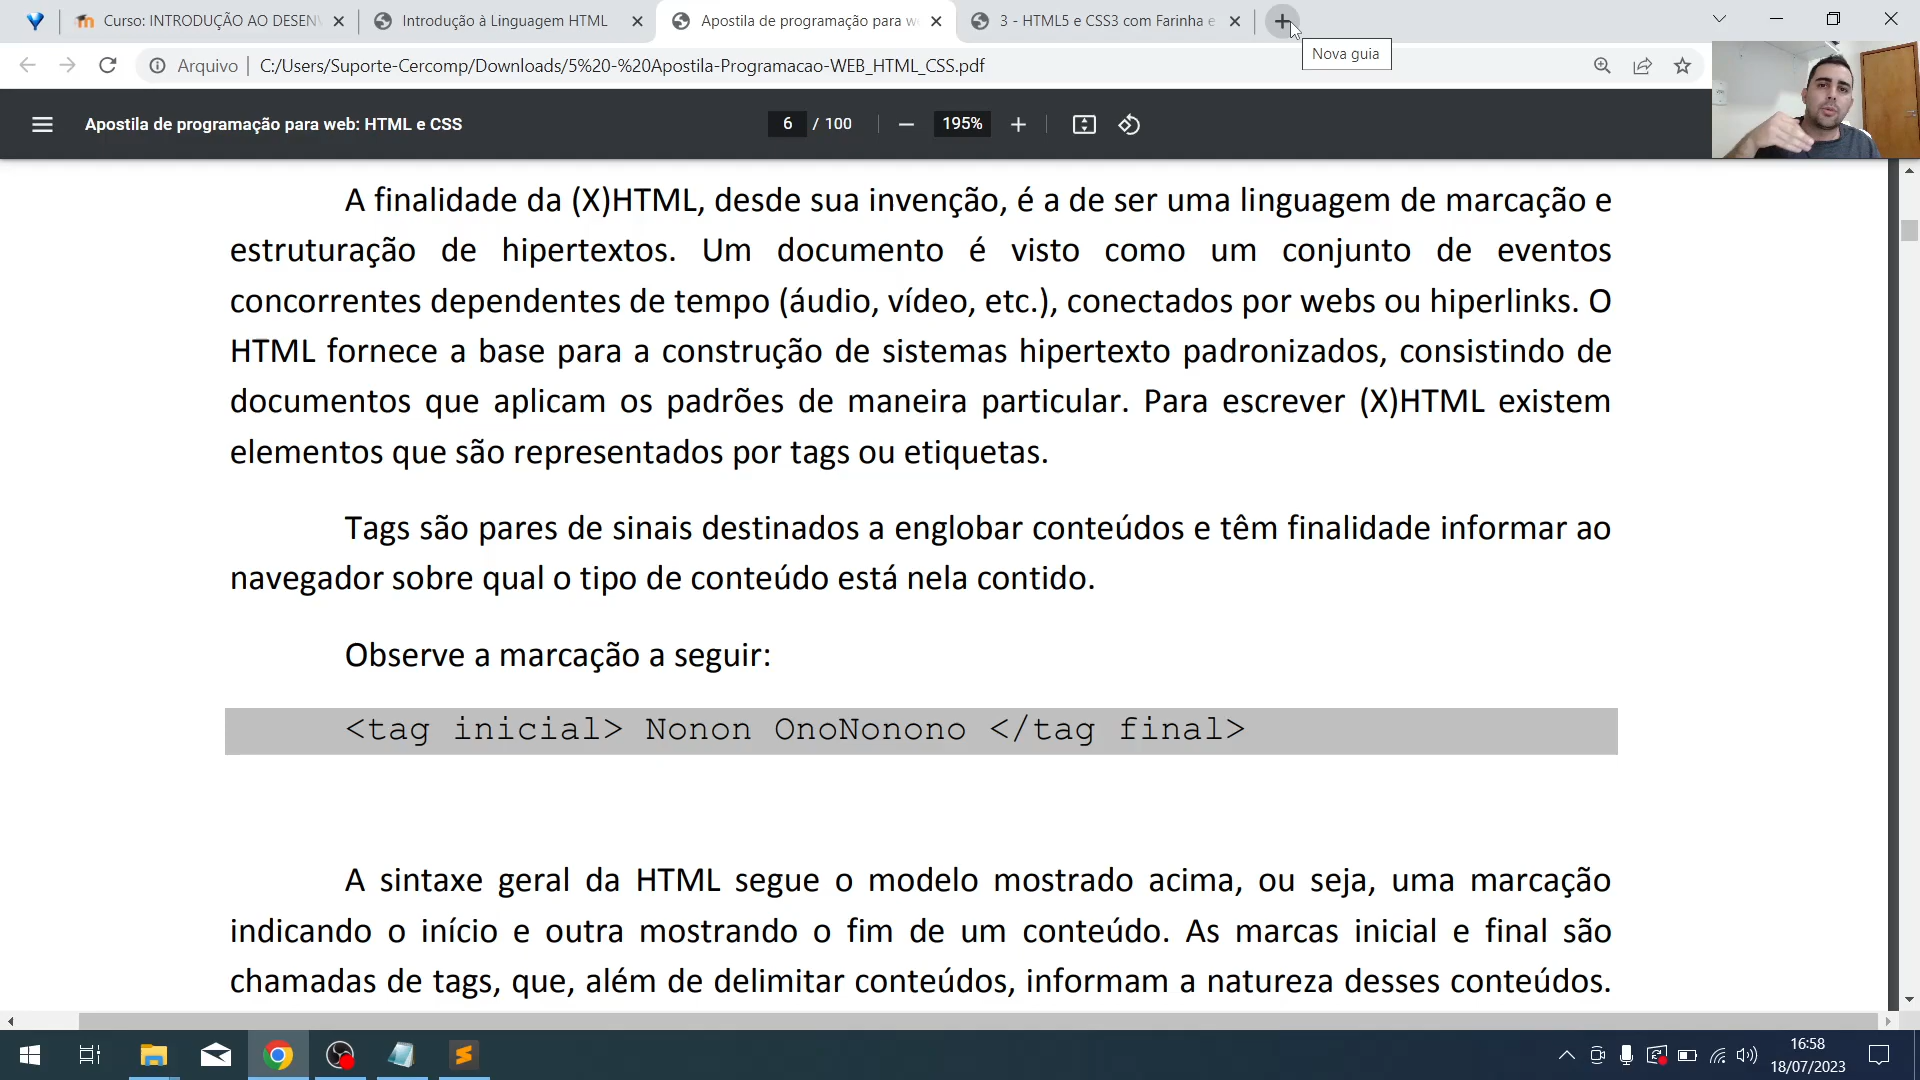 Curso: INTRODUÇÃO AO DESEN
Introdução à Linguagem HTML
Apostila de programação para w
3 - HTML5 e CSS3 com Farinha e
Nova guia
Arquivo
C:/Users/Suporte-Cercomp/Downloads/5%20-%20Apostila-Programacao-WEB_HTML_CSS.pdf
Apostila de programação para web: HTML e CSS
6 / 100
195%
A finalidade da (X)HTML, desde sua invenção, é a de ser uma linguagem de marcação e
estruturação de hipertextos. Um documento é visto como um conjunto de eventos
concorrentes dependentes de tempo (áudio, vídeo, etc.), conectados por webs ou hiperlinks. O
HTML fornece a base para a construção de sistemas hipertexto padronizados, consistindo de
documentos que aplicam os padrões de maneira particular. Para escrever (X)HTML existem
elementos que são representados por tags ou etiquetas.
Tags são pares de sinais destinados a englobar conteúdos e têm finalidade informar ao
navegador sobre qual o tipo de conteúdo está nela contido.
Observe a marcação a seguir:
<tag inicial> Nonon OnoNonono </tag final>
A sintaxe geral da HTML segue o modelo mostrado acima, ou seja, uma marcação
indicando o início e outra mostrando o fim de um conteúdo. As marcas inicial e final são
chamadas de tags, que, além de delimitar conteúdos, informam a natureza desses conteúdos.
16:58
18/07/2023